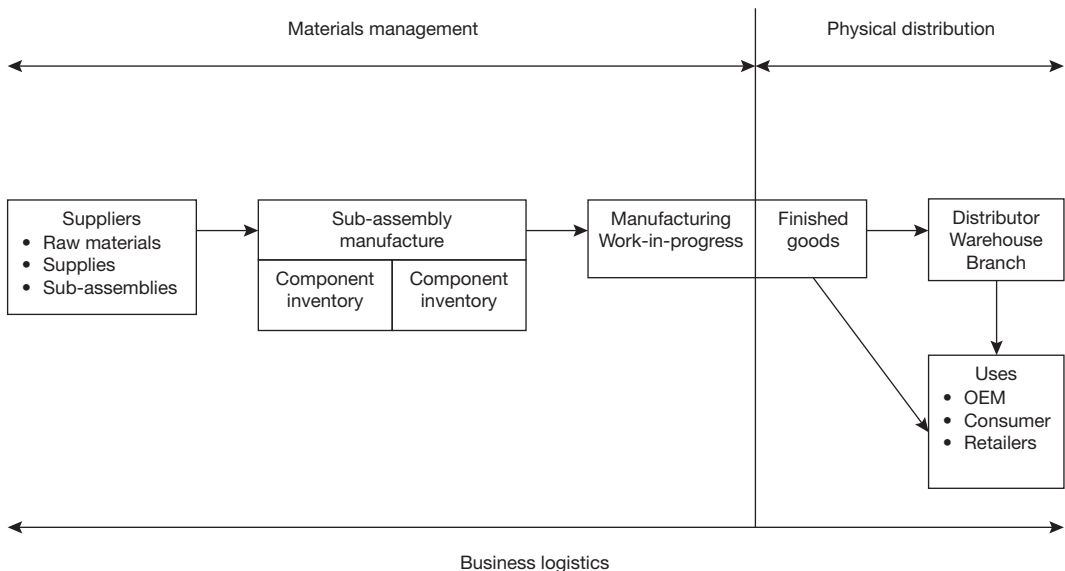 Materials management
Physical distribution
Suppliers
• Raw materials
• Supplies
• Sub-assemblies
Sub-assembly
manufacture
Component
inventory
Component
inventory
Manufacturing
Work-in-progress
Finished
goods
Distributor
Warehouse
Branch
Uses
• OEM
• Consumer
• Retailers
Business logistics